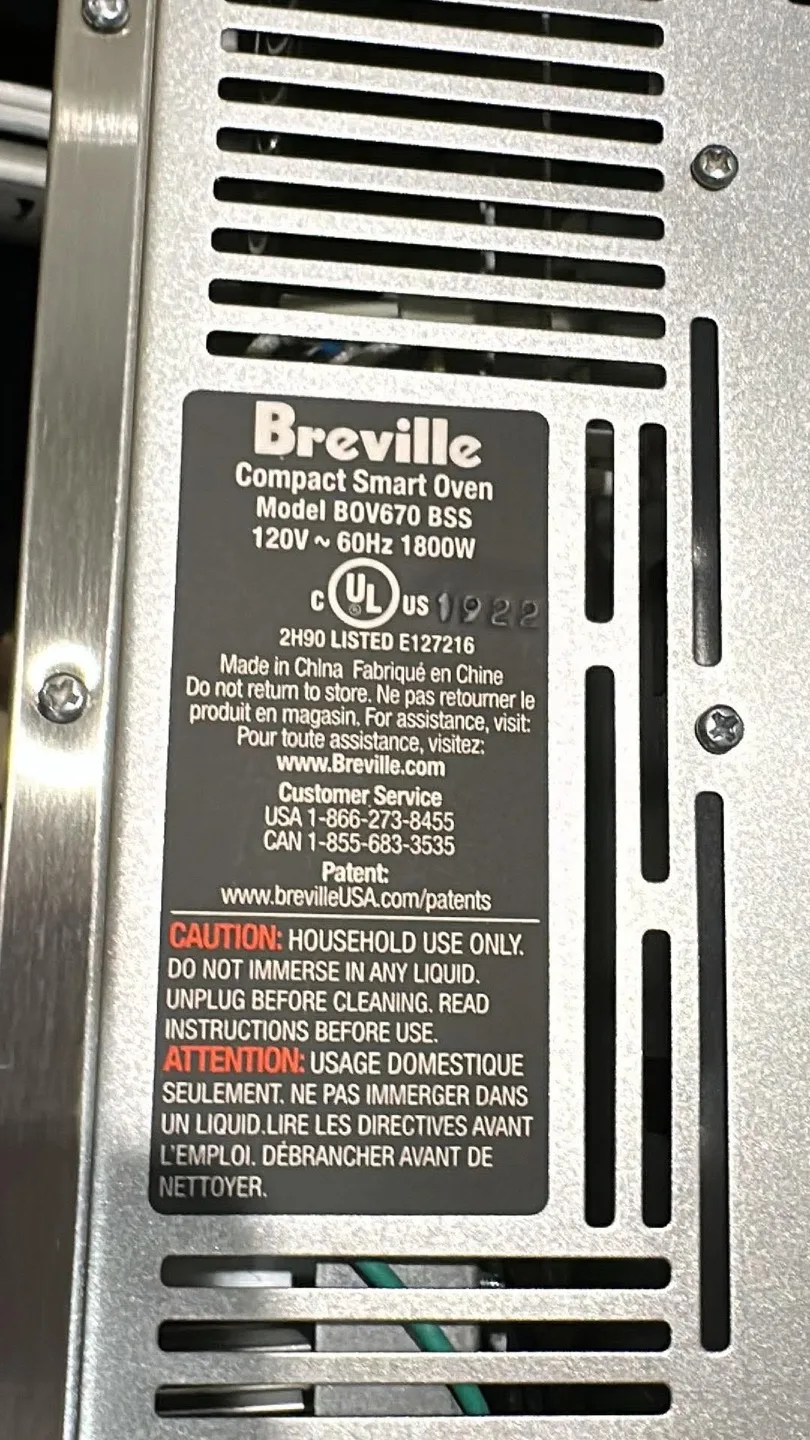 Breville
Compact Smart Oven
Model BOV670 BSS
120V ~ 60Hz 1800W
C UL US 1922
2H90 LISTED E127216
Made in China Fabriqué en Chine
Do not return to store. Ne pas retourner le
produit en magasin. For assistance, visit:
Pour toute assistance, visitez:
www.Breville.com
Customer Service
USA 1-866-273-8455
CAN 1-855-683-3535
Patent:
www.brevilleUSA.com/patents
CAUTION: HOUSEHOLD USE ONLY.
DO NOT IMMERSE IN ANY LIQUID.
UNPLUG BEFORE CLEANING. READ
INSTRUCTIONS BEFORE USE.
ATTENTION: USAGE DOMESTIQUE
SEULEMENT. NE PAS IMMERGER DANS
UN LIQUID.LIRE LES DIRECTIVES AVANT
L'EMPLOI. DÉBRANCHER AVANT DE
NETTOYER.